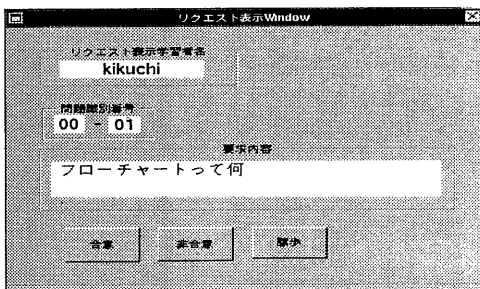 リクエスト表示Window
リクエスト表示学習者名
kikuchi
問題識別番号
00 - 01
要求内容
フローチャートって何
合意
非合意
譲歩